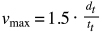 v_max = 1.5 · d_t / t_t